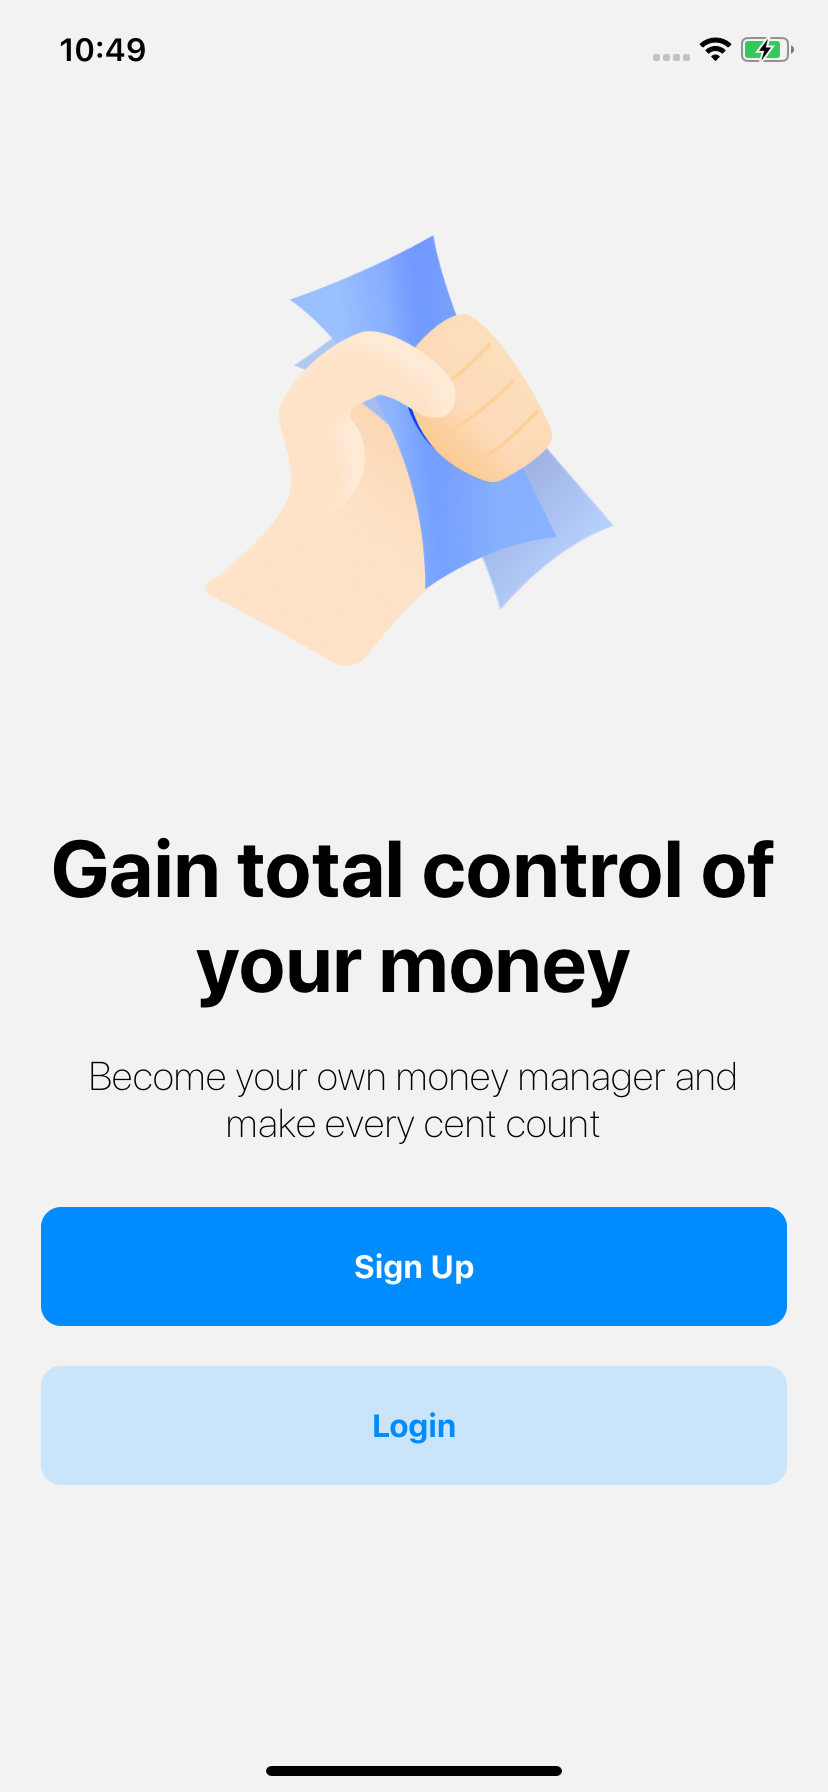 10:49
Gain total control of
your money
Become your own money manager and
make every cent count
Sign Up
Login